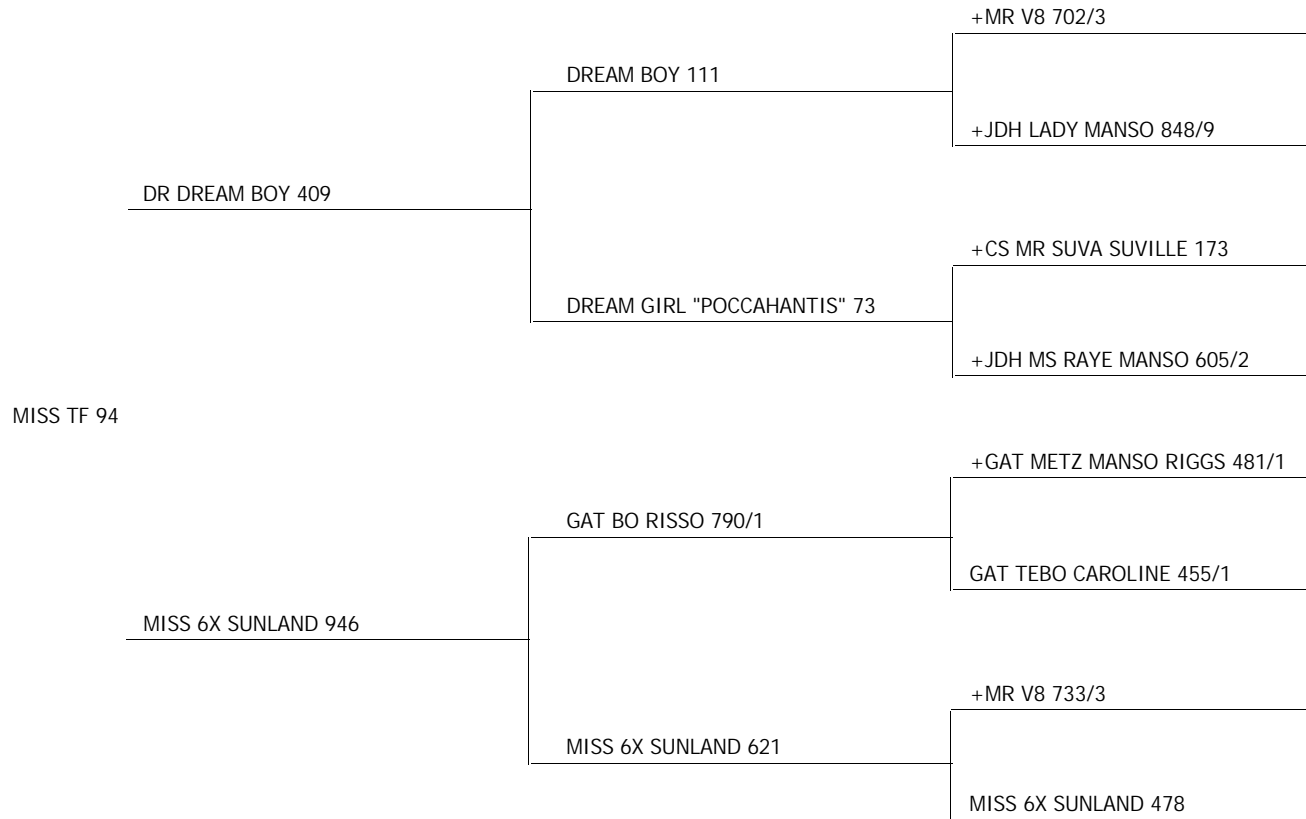 +MR V8 702/3
DREAM BOY 111
+JDH LADY MANSO 848/9
DR DREAM BOY 409
+CS MR SUVA SUVILLE 173
DREAM GIRL "POCCAHANTIS" 73
+JDH MS RAYE MANSO 605/2
MISS TF 94
+GAT METZ MANSO RIGGS 481/1
GAT BO RISSO 790/1
GAT TEBO CAROLINE 455/1
MISS 6X SUNLAND 946
+MR V8 733/3
MISS 6X SUNLAND 621
MISS 6X SUNLAND 478